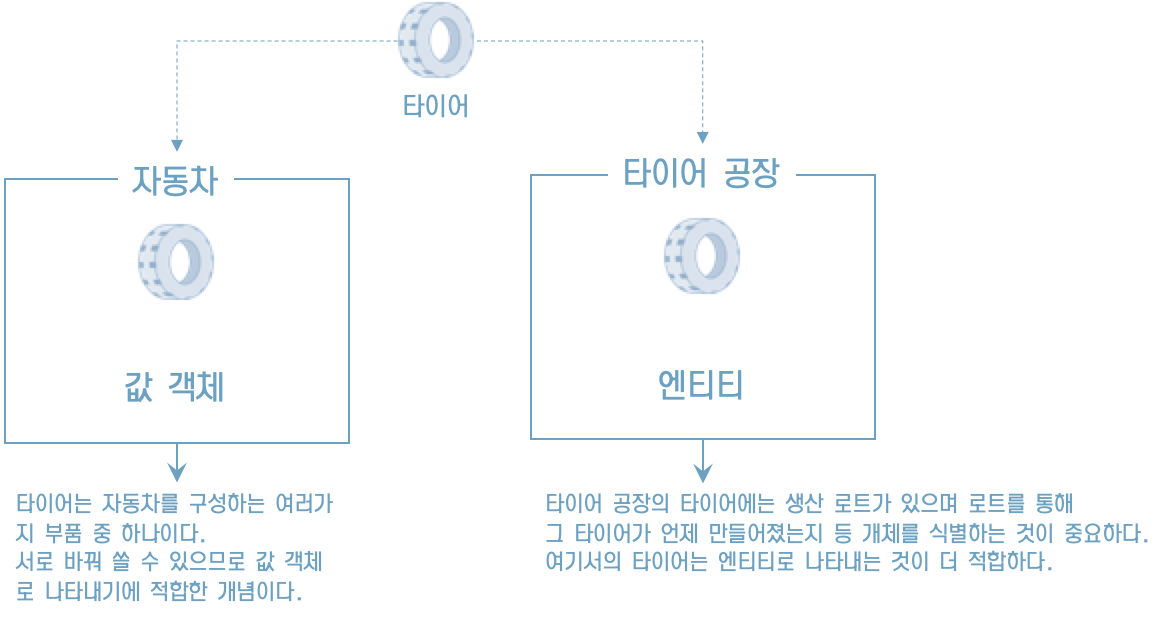 타이어
자동차
값 객체
타이어는 자동차를 구성하는 여러가
지 부품 중 하나이다.
서로 바꿔 쓸 수 있으므로 값 객체
로 나타내기에 적합한 개념이다.
타이어 공장
엔티티
타이어 공장의 타이어에는 생산 로트가 있으며 로트를 통해
그 타이어가 언제 만들어졌는지 등 개체를 식별하는 것이 중요하다.
여기서의 타이어는 엔티티로 나타내는 것이 더 적합하다.